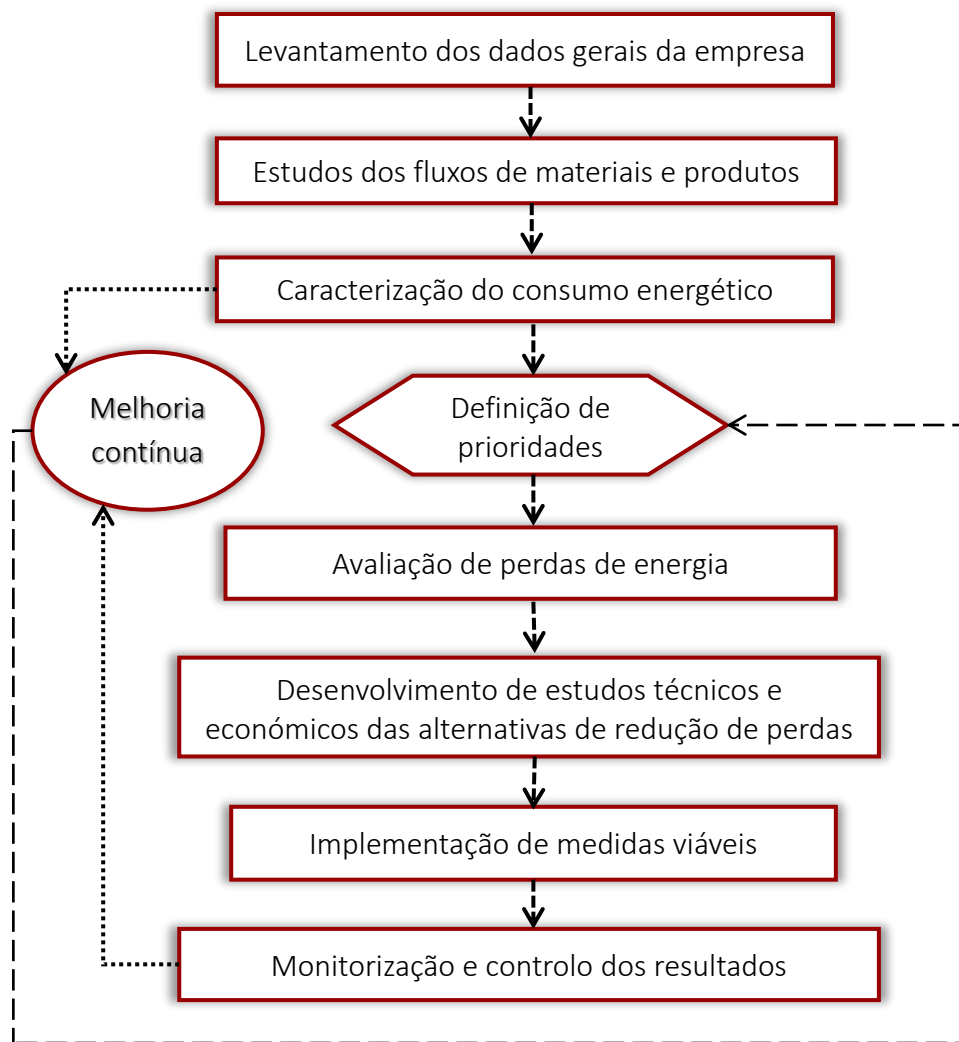 Levantamento dos dados gerais da empresa
Estudos dos fluxos de materiais e produtos
Caracterização do consumo energético
Melhoria
contínua
Definição de
prioridades
Avaliação de perdas de energia
Desenvolvimento de estudos técnicos e
económicos das alternativas de redução de perdas
Implementação de medidas viáveis
Monitorização e controlo dos resultados